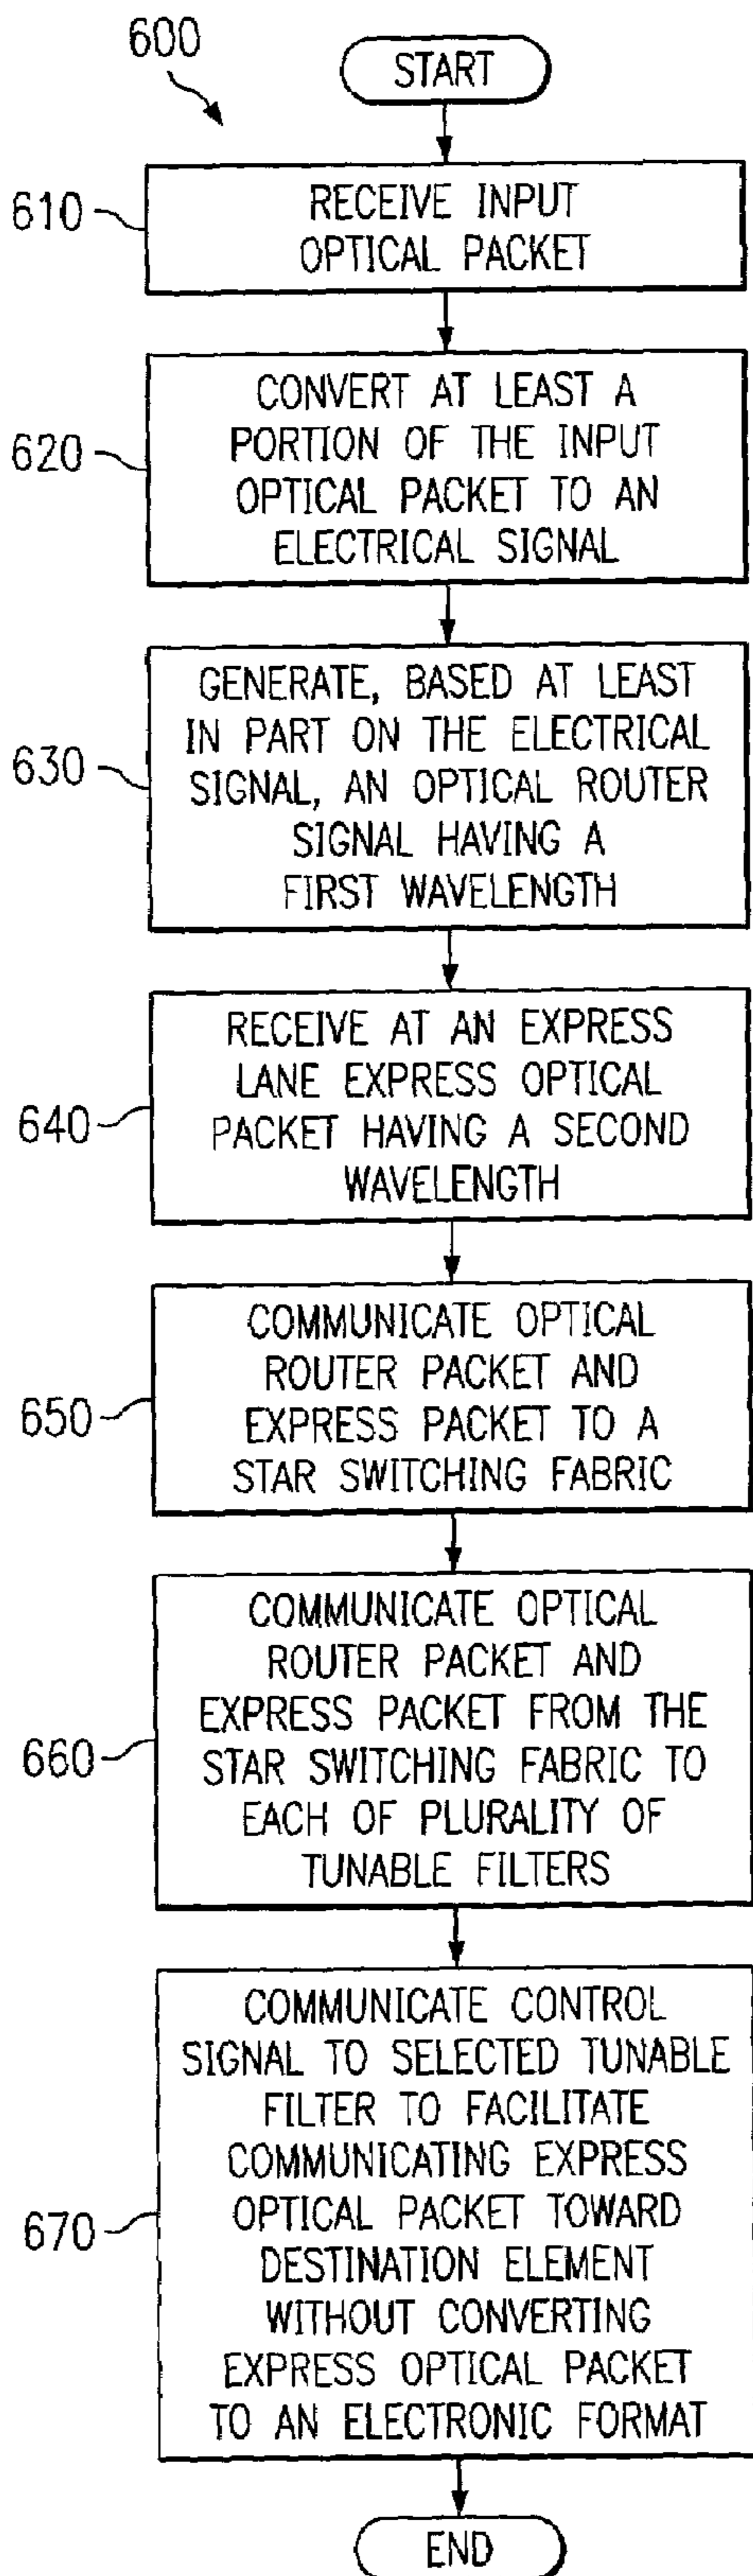 600
START
610
RECEIVE INPUT
OPTICAL PACKET
620
CONVERT AT LEAST A
PORTION OF THE INPUT
OPTICAL PACKET TO AN
ELECTRICAL SIGNAL
630
GENERATE, BASED AT LEAST
IN PART ON THE ELECTRICAL
SIGNAL, AN OPTICAL ROUTER
SIGNAL HAVING A
FIRST WAVELENGTH
640
RECEIVE AT AN EXPRESS
LANE EXPRESS OPTICAL
PACKET HAVING A SECOND
WAVELENGTH
650
COMMUNICATE OPTICAL
ROUTER PACKET AND
EXPRESS PACKET TO A
STAR SWITCHING FABRIC
660
COMMUNICATE OPTICAL
ROUTER PACKET AND
EXPRESS PACKET FROM THE
STAR SWITCHING FABRIC TO
EACH OF PLURALITY OF
TUNABLE FILTERS
670
COMMUNICATE CONTROL
SIGNAL TO SELECTED TUNABLE
FILTER TO FACILITATE
COMMUNICATING EXPRESS
OPTICAL PACKET TOWARD
DESTINATION ELEMENT
WITHOUT CONVERTING
EXPRESS OPTICAL PACKET
TO AN ELECTRONIC FORMAT
END